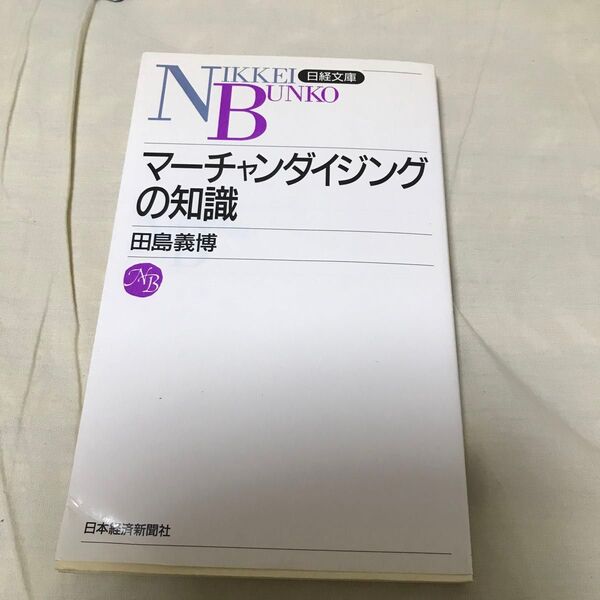 NIKKEI 日経文庫
BUNKO
マーチャンダイジング
の知識
田島義博
NB
日本経済新聞社